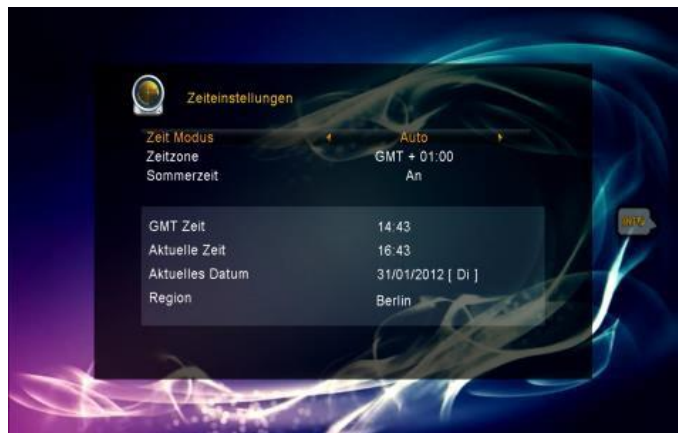 Zeiteinstellungen
Zeit Modus Auto
Zeitzone GMT + 01:00
Sommerzeit An
GMT Zeit 14:43
Aktuelle Zeit 16:43
Aktuelles Datum 31/01/2012 [ Di ]
Region Berlin
INFO